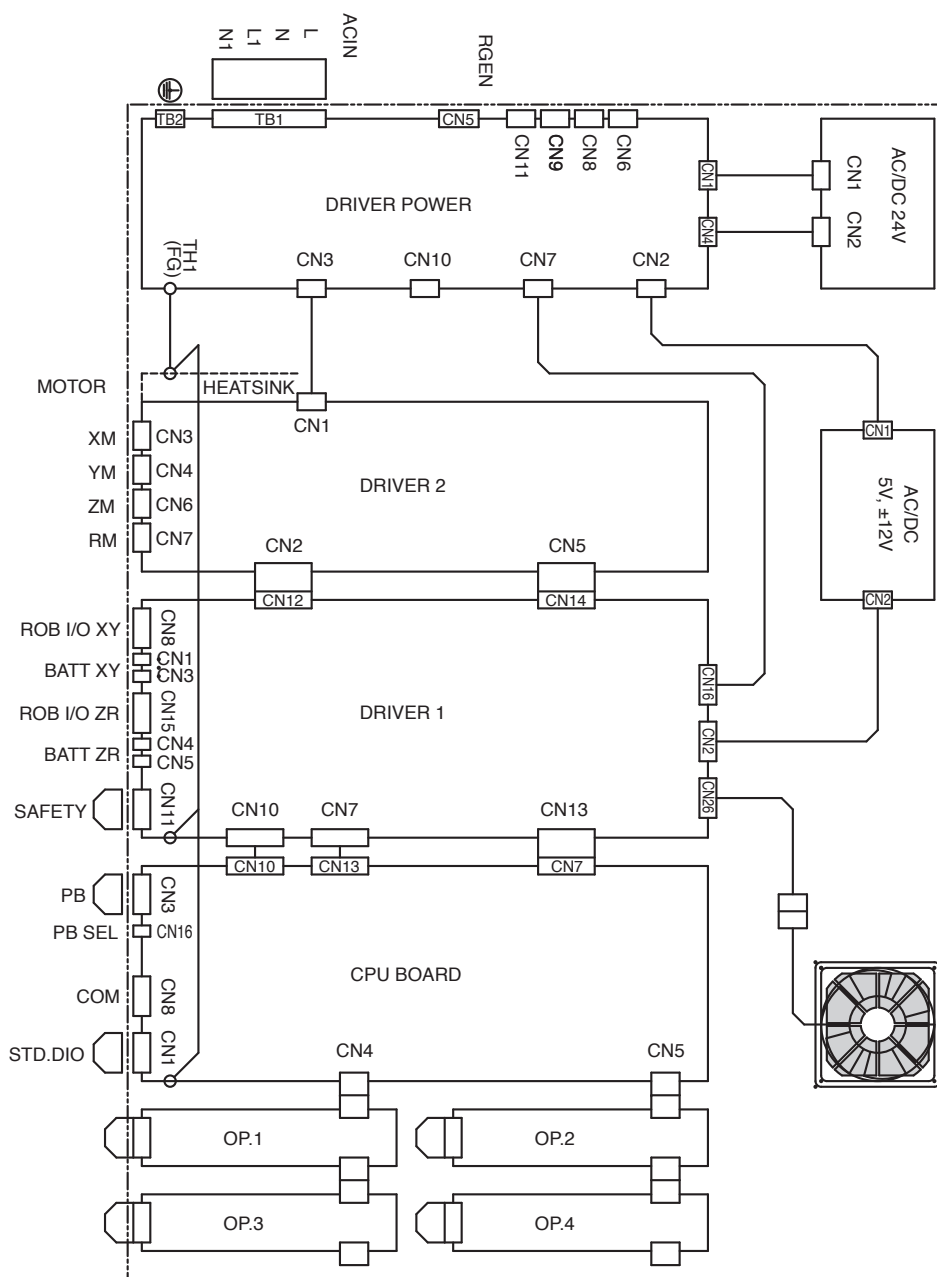 ACIN
L
N
L1
N1
RGEN
TB2
TB1
CN5
CN11
CN9
CN8
CN6
CN1
CN4
CN1
CN2
AC/DC 24V
DRIVER POWER
TH1
(FG)
CN3
CN10
CN7
CN2
MOTOR
HEATSINK
CN1
XM
CN3
YM
CN4
ZM
CN6
RM
CN7
DRIVER 2
CN1
AC/DC
5V, ±12V
CN2
CN2
CN5
CN12
CN14
ROB I/O XY
CN8
BATT XY
CN1
CN3
ROB I/O ZR
CN15
BATT ZR
CN4
CN5
SAFETY
CN11
DRIVER 1
CN16
CN2
CN26
CN10
CN7
CN13
CN10
CN13
CN7
PB
CN3
PB SEL
CN16
COM
CN8
STD.DIO
CN1
CPU BOARD
CN4
CN5
OP.1
OP.2
OP.3
OP.4